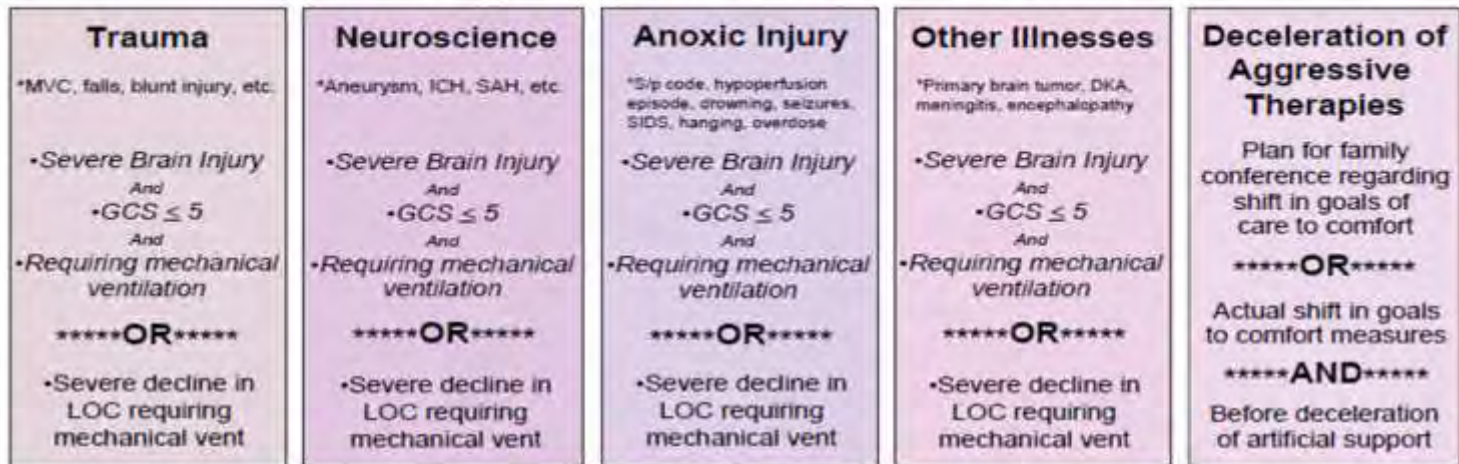 Trauma
*MVC, falls, blunt injury, etc.
•Severe Brain Injury
And
•GCS ≤ 5
And
•Requiring mechanical
ventilation
*****OR*****
•Severe decline in
LOC requiring
mechanical vent
Neuroscience
*Aneurysm, ICH, SAH, etc.
•Severe Brain Injury
And
•GCS ≤ 5
And
•Requiring mechanical
ventilation
*****OR*****
•Severe decline in
LOC requiring
mechanical vent
Anoxic Injury
*S/p code, hypoperfusion
episode, drowning, seizures,
SIDS, hanging, overdose
•Severe Brain Injury
And
•GCS ≤ 5
And
•Requiring mechanical
ventilation
*****OR*****
•Severe decline in
LOC requiring
mechanical vent
Other Illnesses
*Primary brain tumor, DKA,
meningitis, encephalopathy
•Severe Brain Injury
And
•GCS ≤ 5
And
•Requiring mechanical
ventilation
*****OR*****
•Severe decline in
LOC requiring
mechanical vent
Deceleration of
Aggressive
Therapies
Plan for family
conference regarding
shift in goals of
care to comfort
*****OR*****
Actual shift in goals
to comfort measures
*****AND*****
Before deceleration
of artificial support